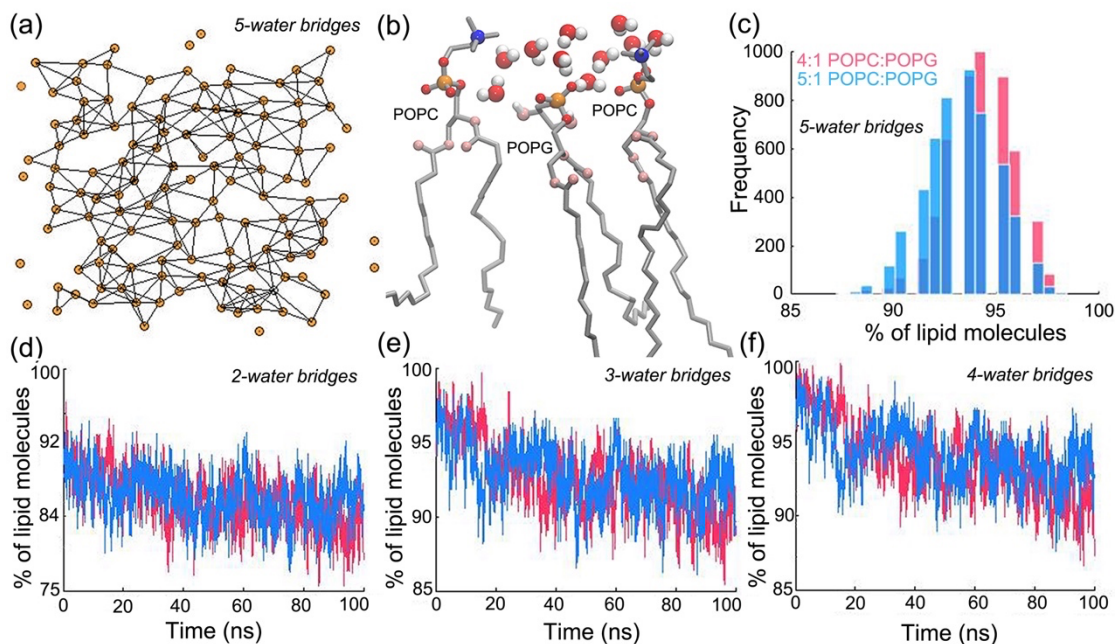 (a)
5-water bridges
(b)
POPC
POPG
POPC
(c)
1000
800
600
400
200
0
Frequency
4:1 POPC:POPG
5:1 POPC:POPG
5-water bridges
85
90
95
100
% of lipid molecules
(d)
2-water bridges
100
92
84
75
% of lipid molecules
0
20
40
60
80
100
Time (ns)
(e)
3-water bridges
100
95
90
85
% of lipid molecules
0
20
40
60
80
100
Time (ns)
(f)
4-water bridges
100
95
90
85
% of lipid molecules
0
20
40
60
80
100
Time (ns)